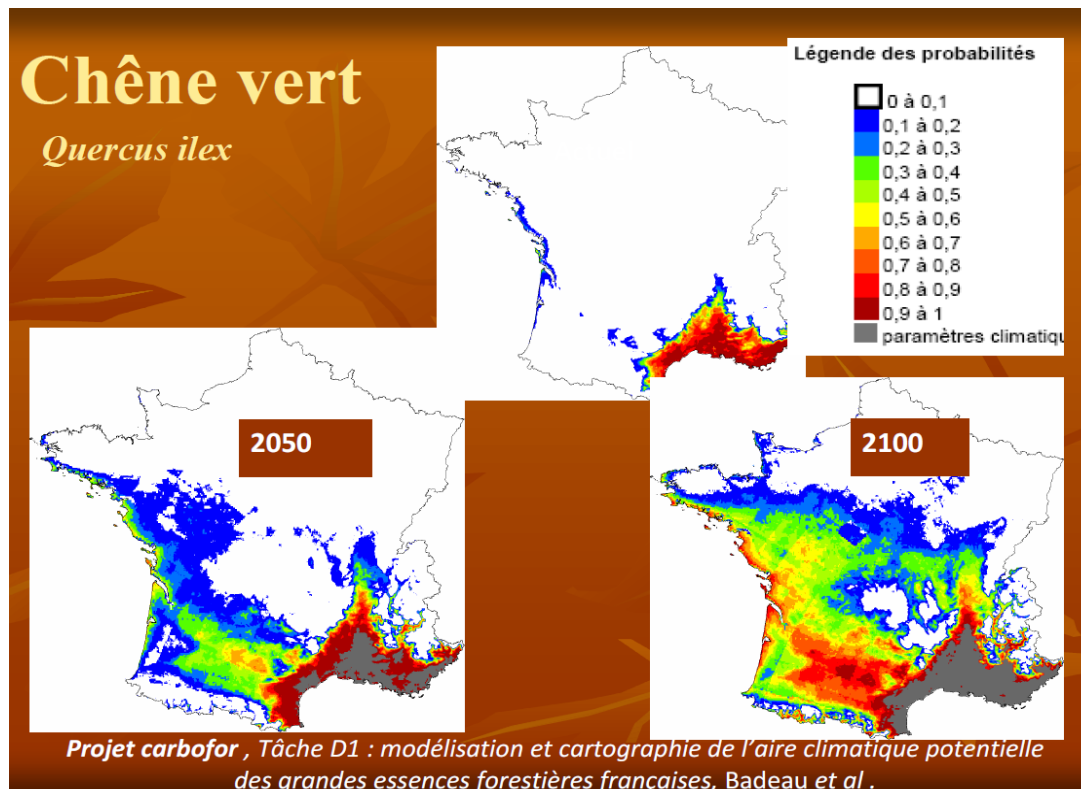 Chêne vert
Quercus ilex
Légende des probabilités
0 à 0,1
0,1 à 0,2
0,2 à 0,3
0,3 à 0,4
0,4 à 0,5
0,5 à 0,6
0,6 à 0,7
0,7 à 0,8
0,8 à 0,9
0,9 à 1
paramètres climatiqu
2050
2100
Projet carbofor , Tâche D1 : modélisation et cartographie de l'aire climatique potentielle
des grandes essences forestières françaises, Badeau et al .